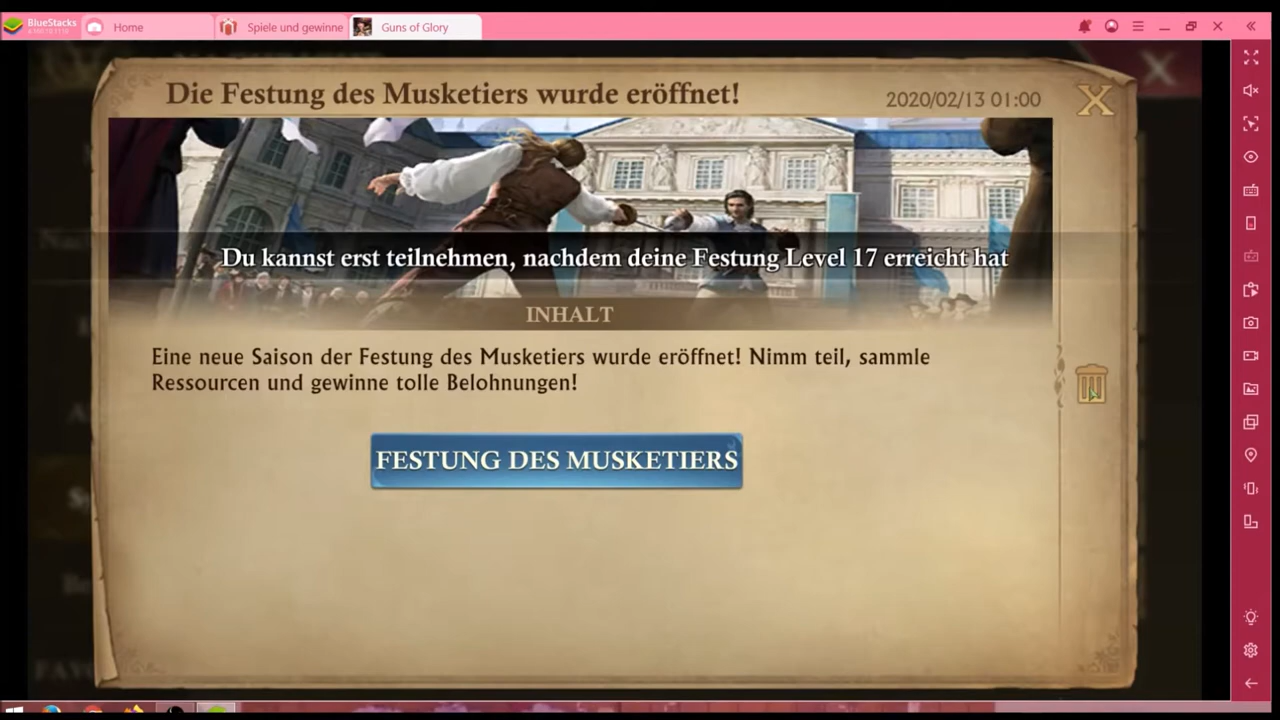 BlueStacks
Home
Spiele und gewinne
Guns of Glory
Die Festung des Musketiers wurde eröffnet!
2020/02/13 01:00
Du kannst erst teilnehmen, nachdem deine Festung Level 17 erreicht hat
INHALT
Eine neue Saison der Festung des Musketiers wurde eröffnet! Nimm teil, sammle
Ressourcen und gewinne tolle Belohnungen!
FESTUNG DES MUSKETIERS